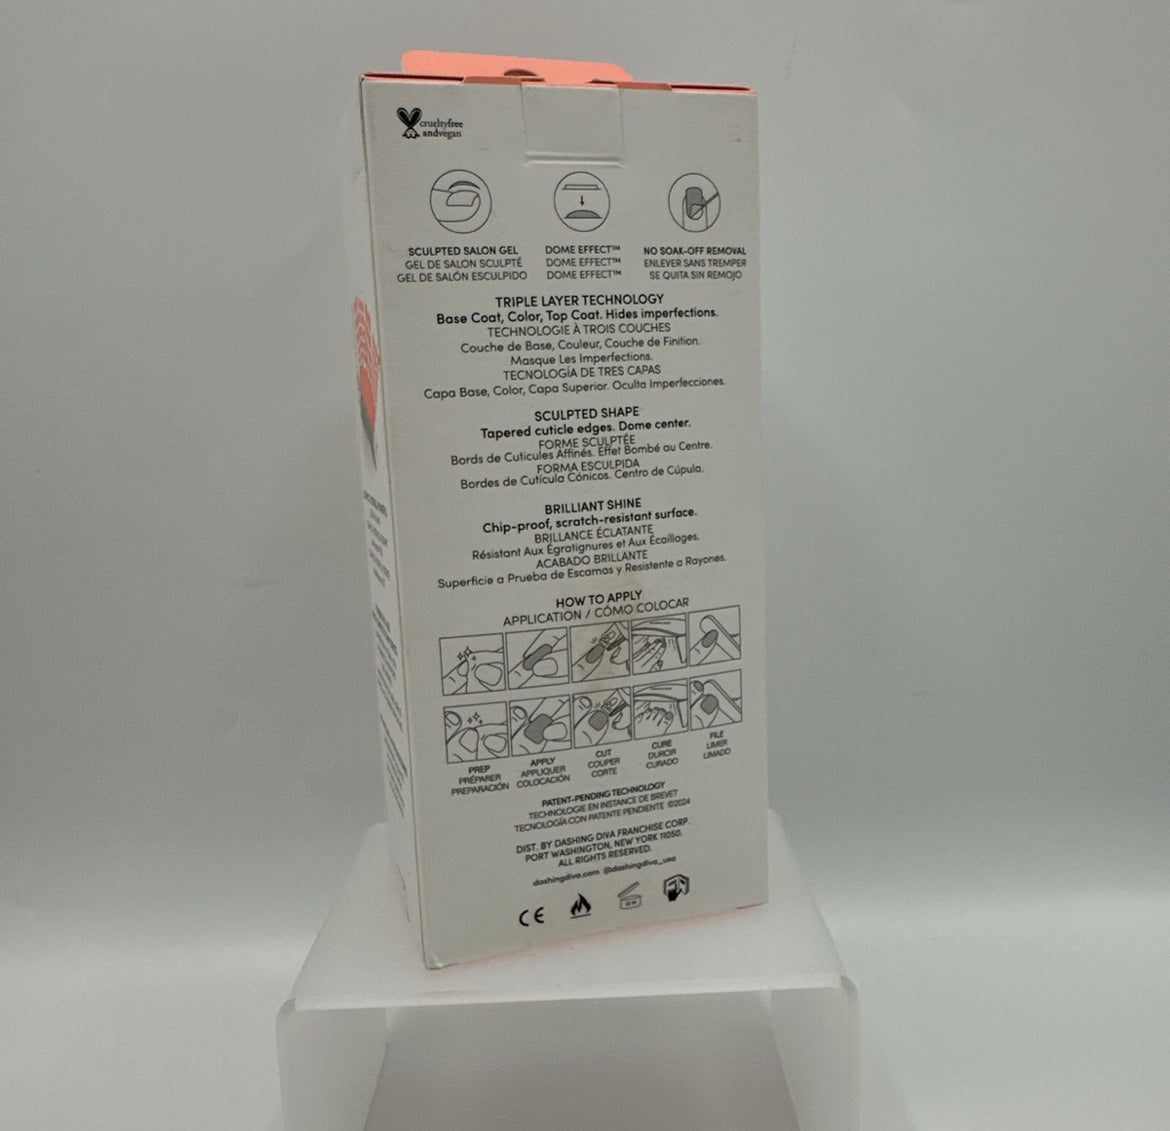 crueltyfree
andvegan
SCULPTED SALON GEL
GEL DE SALON SCULPTÉ
GEL DE SALÓN ESCULPIDO
DOME EFFECT™
DOME EFFECT™
DOME EFFECT™
NO SOAK-OFF REMOVAL
ENLEVER SANS TREMPER
SE QUITA SIN REMOJO
TRIPLE LAYER TECHNOLOGY
Base Coat, Color, Top Coat. Hides imperfections.
TECHNOLOGIE À TROIS COUCHES
Couche de Base, Couleur, Couche de Finition.
Masque Les Imperfections.
TECNOLOGÍA DE TRES CAPAS
Capa Base, Color, Capa Superior. Oculta Imperfecciones.
SCULPTED SHAPE
Tapered cuticle edges. Dome center.
FORME SCULPTÉE
Bords de Cuticules Affinés. Effet Bombé au Centre.
FORMA ESCULPIDA
Bordes de Cutícula Cónicos. Centro de Cúpula.
BRILLIANT SHINE
Chip-proof, scratch-resistant surface.
BRILLANCE ÉCLATANTE
Résistant Aux Égratignures et Aux Écaillages.
ACABADO BRILLANTE
Superficie a Prueba de Escamas y Resistente a Rayones.
HOW TO APPLY
APPLICATION / CÓMO COLOCAR
PREP
PRÉPARER
PREPARACIÓN
APPLY
APPLIQUER
COLOCACIÓN
CUT
COUPER
CORTE
CURE
DURCIR
CURADO
FILE
LIMER
LIMADO
PATENT-PENDING TECHNOLOGY
TECHNOLOGIE EN INSTANCE DE BREVET
TECNOLOGÍA CON PATENTE PENDIENTE ©2024
DIST. BY DASHING DIVA FRANCHISE CORP.
PORT WASHINGTON, NEW YORK 11050.
ALL RIGHTS RESERVED.
dashingdiva.com @dashingdiva_usa
CE